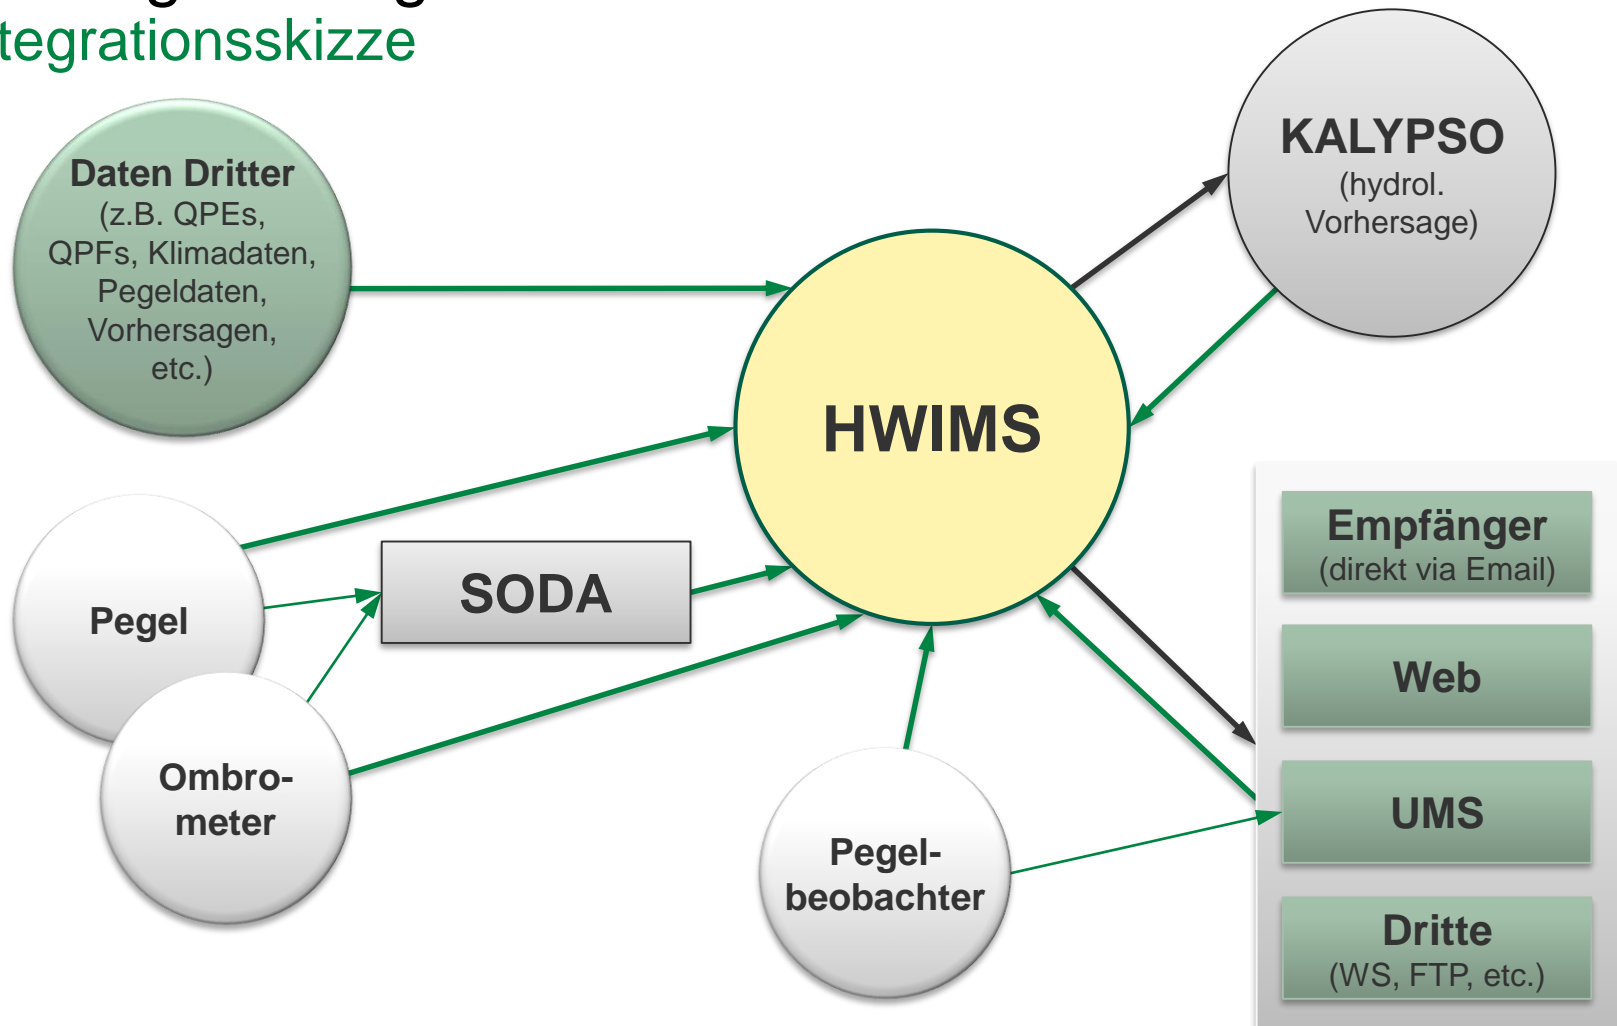 tegrationsskizze
Daten Dritter
(z.B. QPEs,
QPFs, Klimadaten,
Pegeldaten,
Vorhersagen,
etc.)
KALYPSO
(hydrol.
Vorhersage)
HWIMS
Pegel
SODA
Ombro-
meter
Pegel-
beobachter
Empfänger
(direkt via Email)
Web
UMS
Dritte
(WS, FTP, etc.)